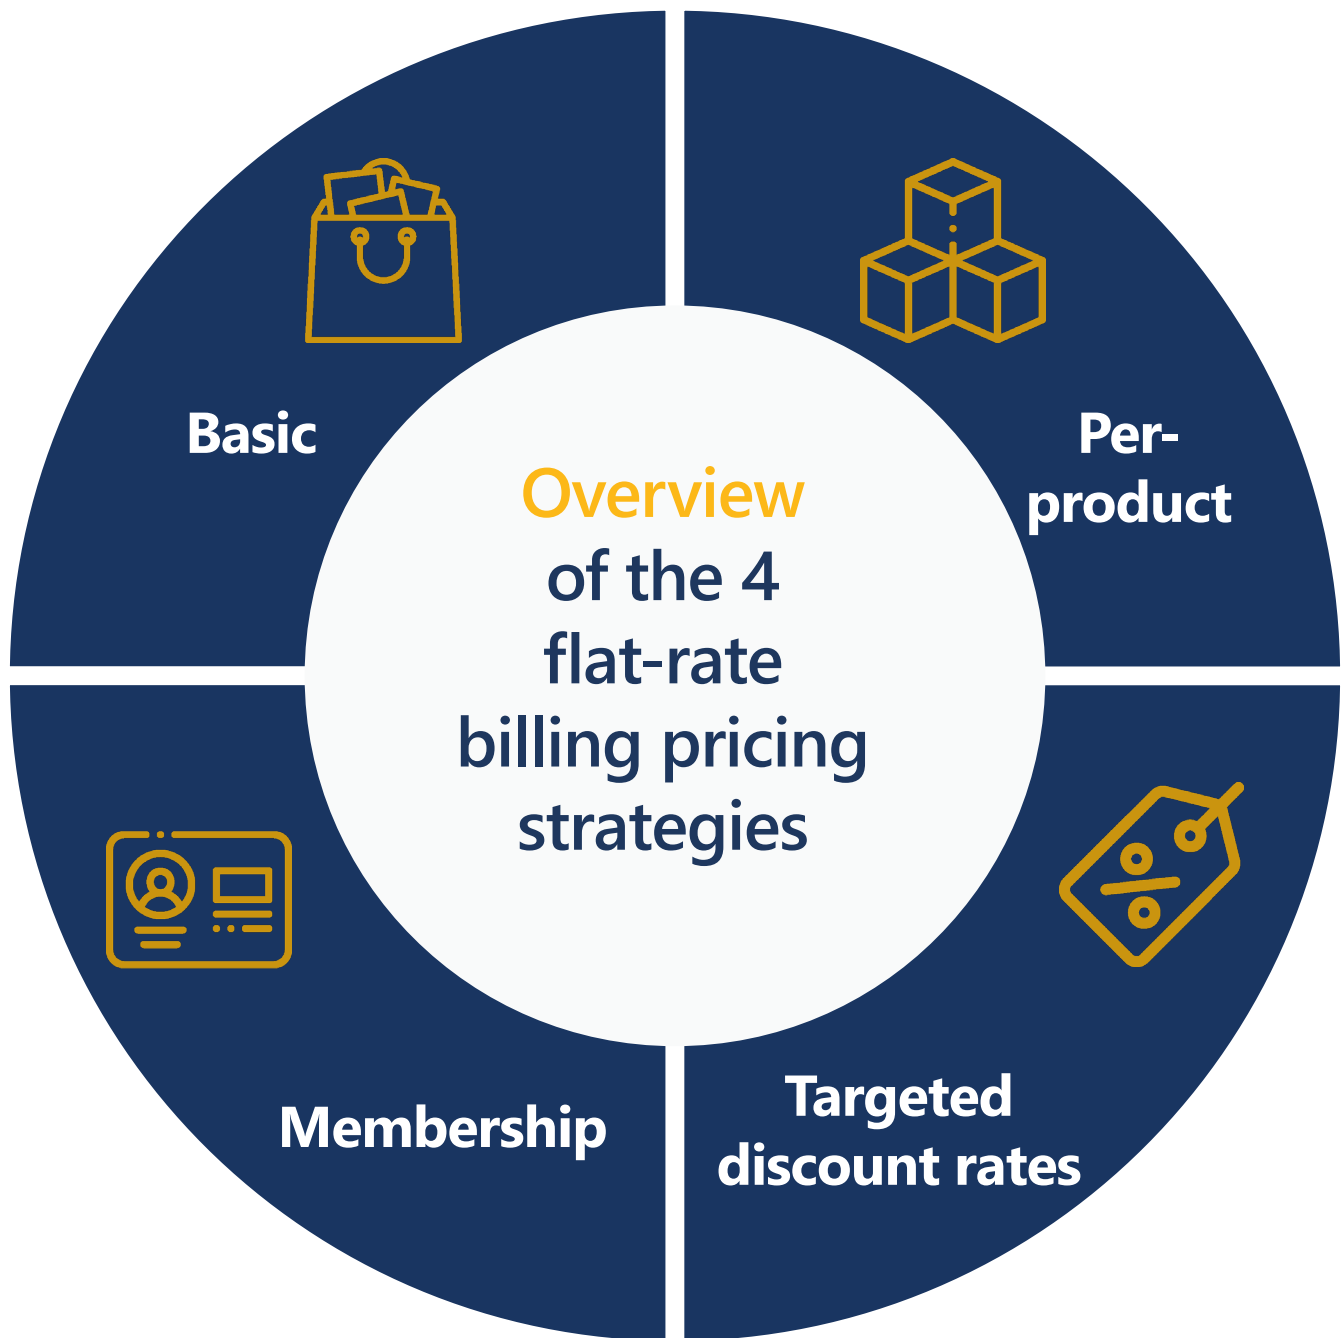 Basic
Per-
product
Overview
of the 4
flat-rate
billing pricing
strategies
Membership
Targeted
discount rates